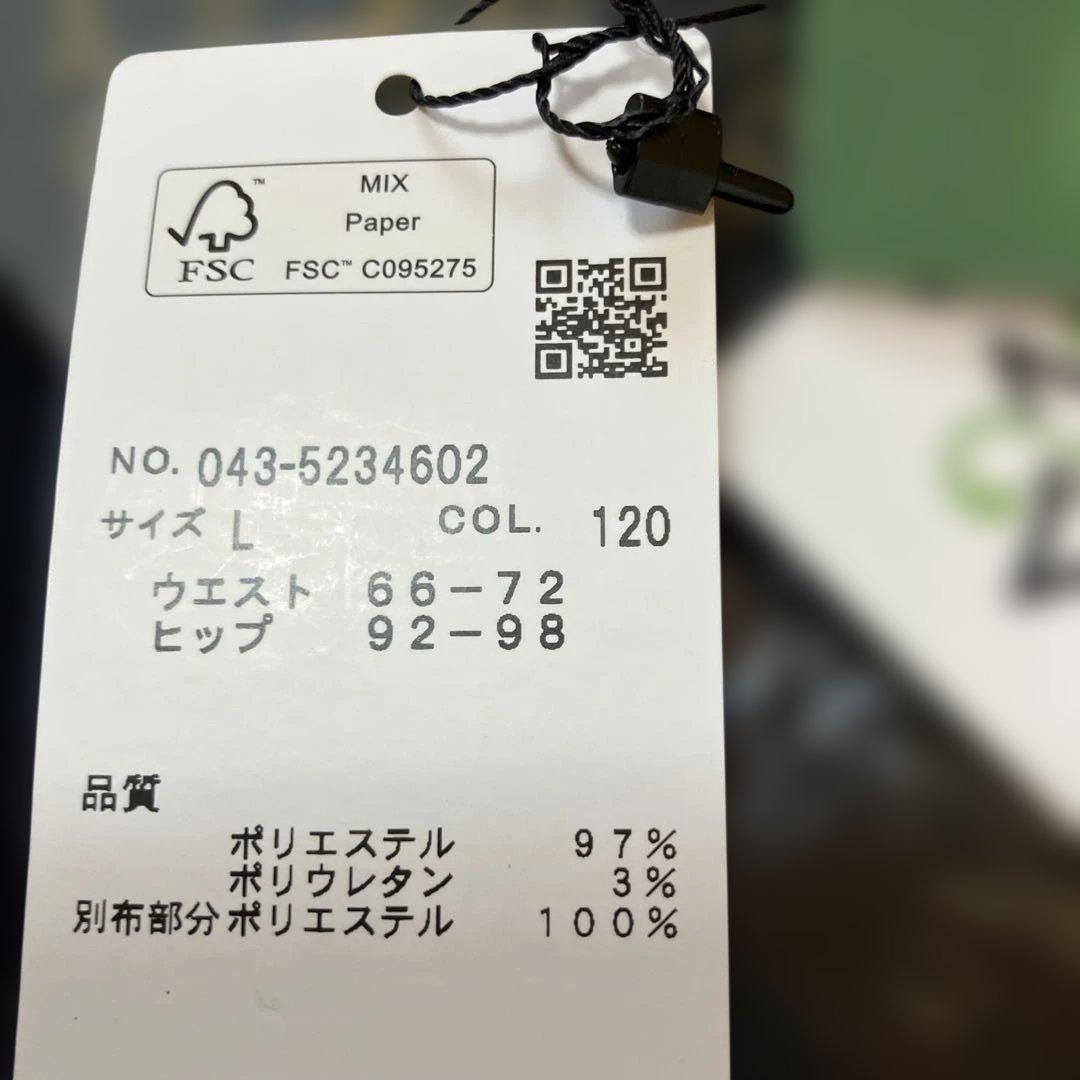 MIX
Paper
FSC™ C095275
FSC
NO. 043-5234602
サイズ L COL. 120
ウエスト 66-72
ヒップ 92-98
品質
ポリエステル 97%
ポリウレタン 3%
別布部分ポリエステル 100%